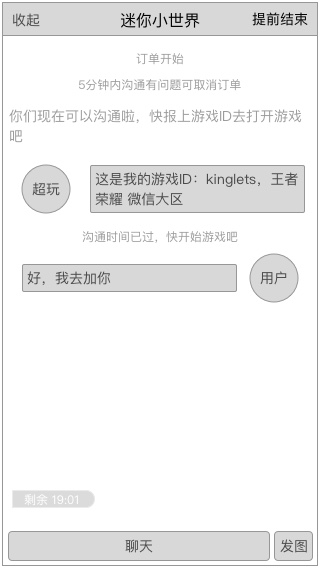 收起 迷你小世界 提前结束
订单开始
5分钟内沟通有问题可取消订单
你们现在可以沟通啦，快报上游戏ID去打开游戏
吧
超玩
这是我的游戏ID：kinglets，王者
荣耀 微信大区
沟通时间已过，快开始游戏吧
好，我去加你
用户
剩余 19:01
聊天 发图